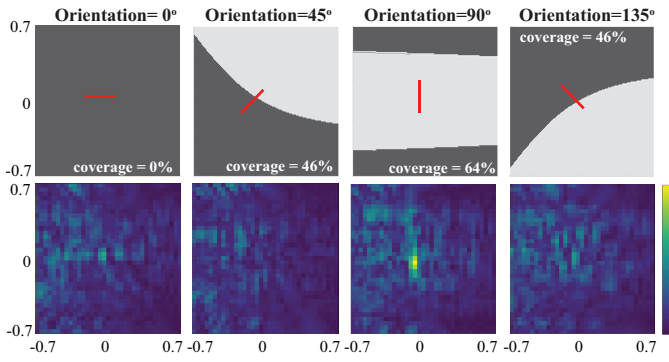 Orientation= 0° Orientation=45° Orientation=90° Orientation=135°
0.7
coverage = 46%
0
coverage = 0% coverage = 46% coverage = 64%
-0.7
0.7
0
-0.7
-0.7 0 0.7 -0.7 0 0.7 -0.7 0 0.7 -0.7 0 0.7